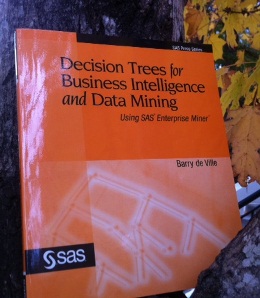 SAS Press Series
Decision Trees for
Business Intelligence
and Data Mining
Using SAS® Enterprise Miner™
Barry de Ville
sas